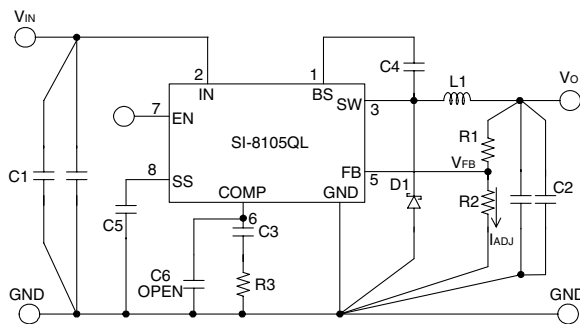 VIN
VO
2
1
C4
L1
IN
BS
SW
3
7
EN
SI-8105QL
R1
C1
8
SS
FB
5
VFB
D1
COMP
GND
R2
C2
C5
6
C3
IADJ
C6
OPEN
R3
GND
GND